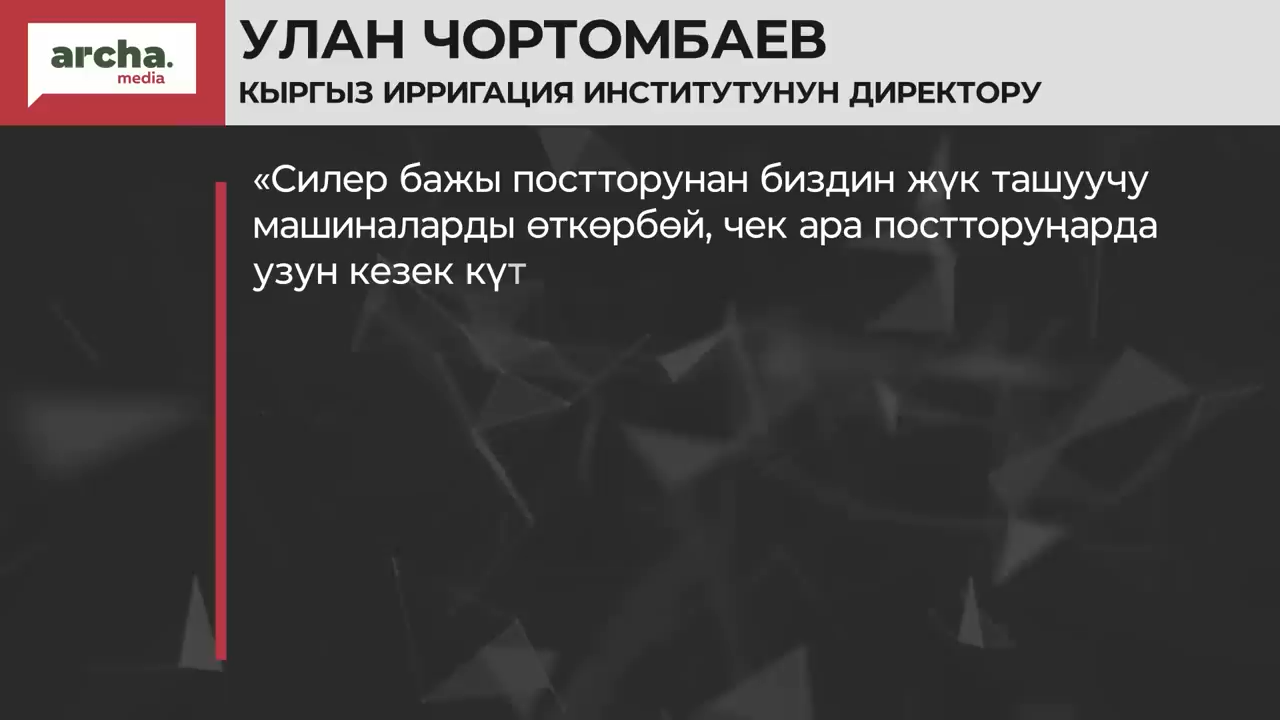 archa.
media
УЛАН ЧОРТОМБАЕВ
КЫРГЫЗ ИРРИГАЦИЯ ИНСТИТУТУНУН ДИРЕКТОРУ
«Силер бажы постторунан биздин жүк ташуучу
машиналарды өткөрбөй, чек ара постторуңарда
узун кезек күт